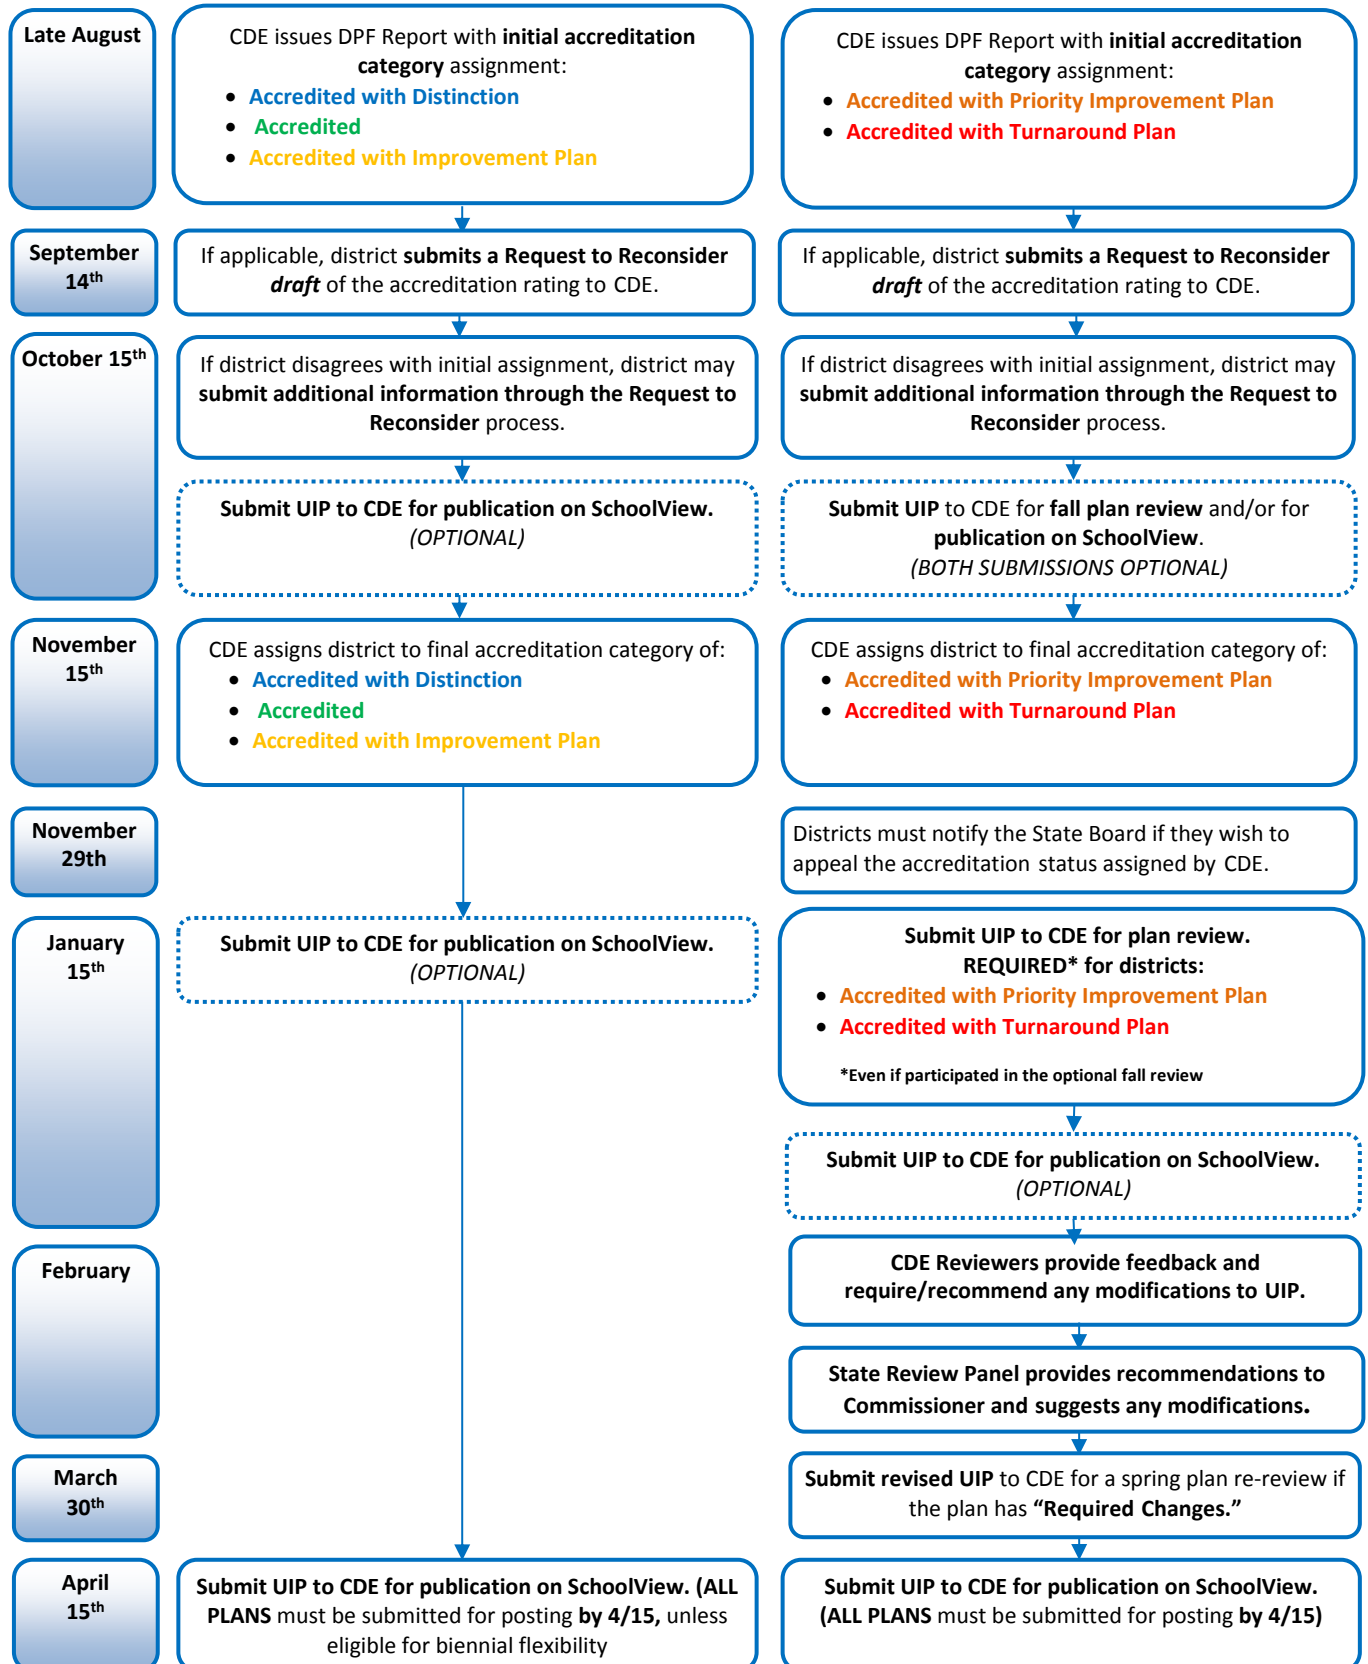 Late August
CDE issues DPF Report with initial accreditation
category assignment:
• Accredited with Distinction
• Accredited
• Accredited with Improvement Plan
CDE issues DPF Report with initial accreditation
category assignment:
• Accredited with Priority Improvement Plan
• Accredited with Turnaround Plan
September
14th
If applicable, district submits a Request to Reconsider
draft of the accreditation rating to CDE.
If applicable, district submits a Request to Reconsider
draft of the accreditation rating to CDE.
October 15th
If district disagrees with initial assignment, district may
submit additional information through the Request to
Reconsider process.
If district disagrees with initial assignment, district may
submit additional information through the Request to
Reconsider process.
Submit UIP to CDE for publication on SchoolView.
(OPTIONAL)
Submit UIP to CDE for fall plan review and/or for
publication on SchoolView.
(BOTH SUBMISSIONS OPTIONAL)
November
15th
CDE assigns district to final accreditation category of:
• Accredited with Distinction
• Accredited
• Accredited with Improvement Plan
CDE assigns district to final accreditation category of:
• Accredited with Priority Improvement Plan
• Accredited with Turnaround Plan
November
29th
Districts must notify the State Board if they wish to
appeal the accreditation status assigned by CDE.
January
15th
Submit UIP to CDE for publication on SchoolView.
(OPTIONAL)
Submit UIP to CDE for plan review.
REQUIRED* for districts:
• Accredited with Priority Improvement Plan
• Accredited with Turnaround Plan
*Even if participated in the optional fall review
Submit UIP to CDE for publication on SchoolView.
(OPTIONAL)
February
CDE Reviewers provide feedback and
require/recommend any modifications to UIP.
State Review Panel provides recommendations to
Commissioner and suggests any modifications.
March
30th
Submit revised UIP to CDE for a spring plan re-review if
the plan has “Required Changes.”
April
15th
Submit UIP to CDE for publication on SchoolView. (ALL
PLANS must be submitted for posting by 4/15, unless
eligible for biennial flexibility
Submit UIP to CDE for publication on SchoolView.
(ALL PLANS must be submitted for posting by 4/15)